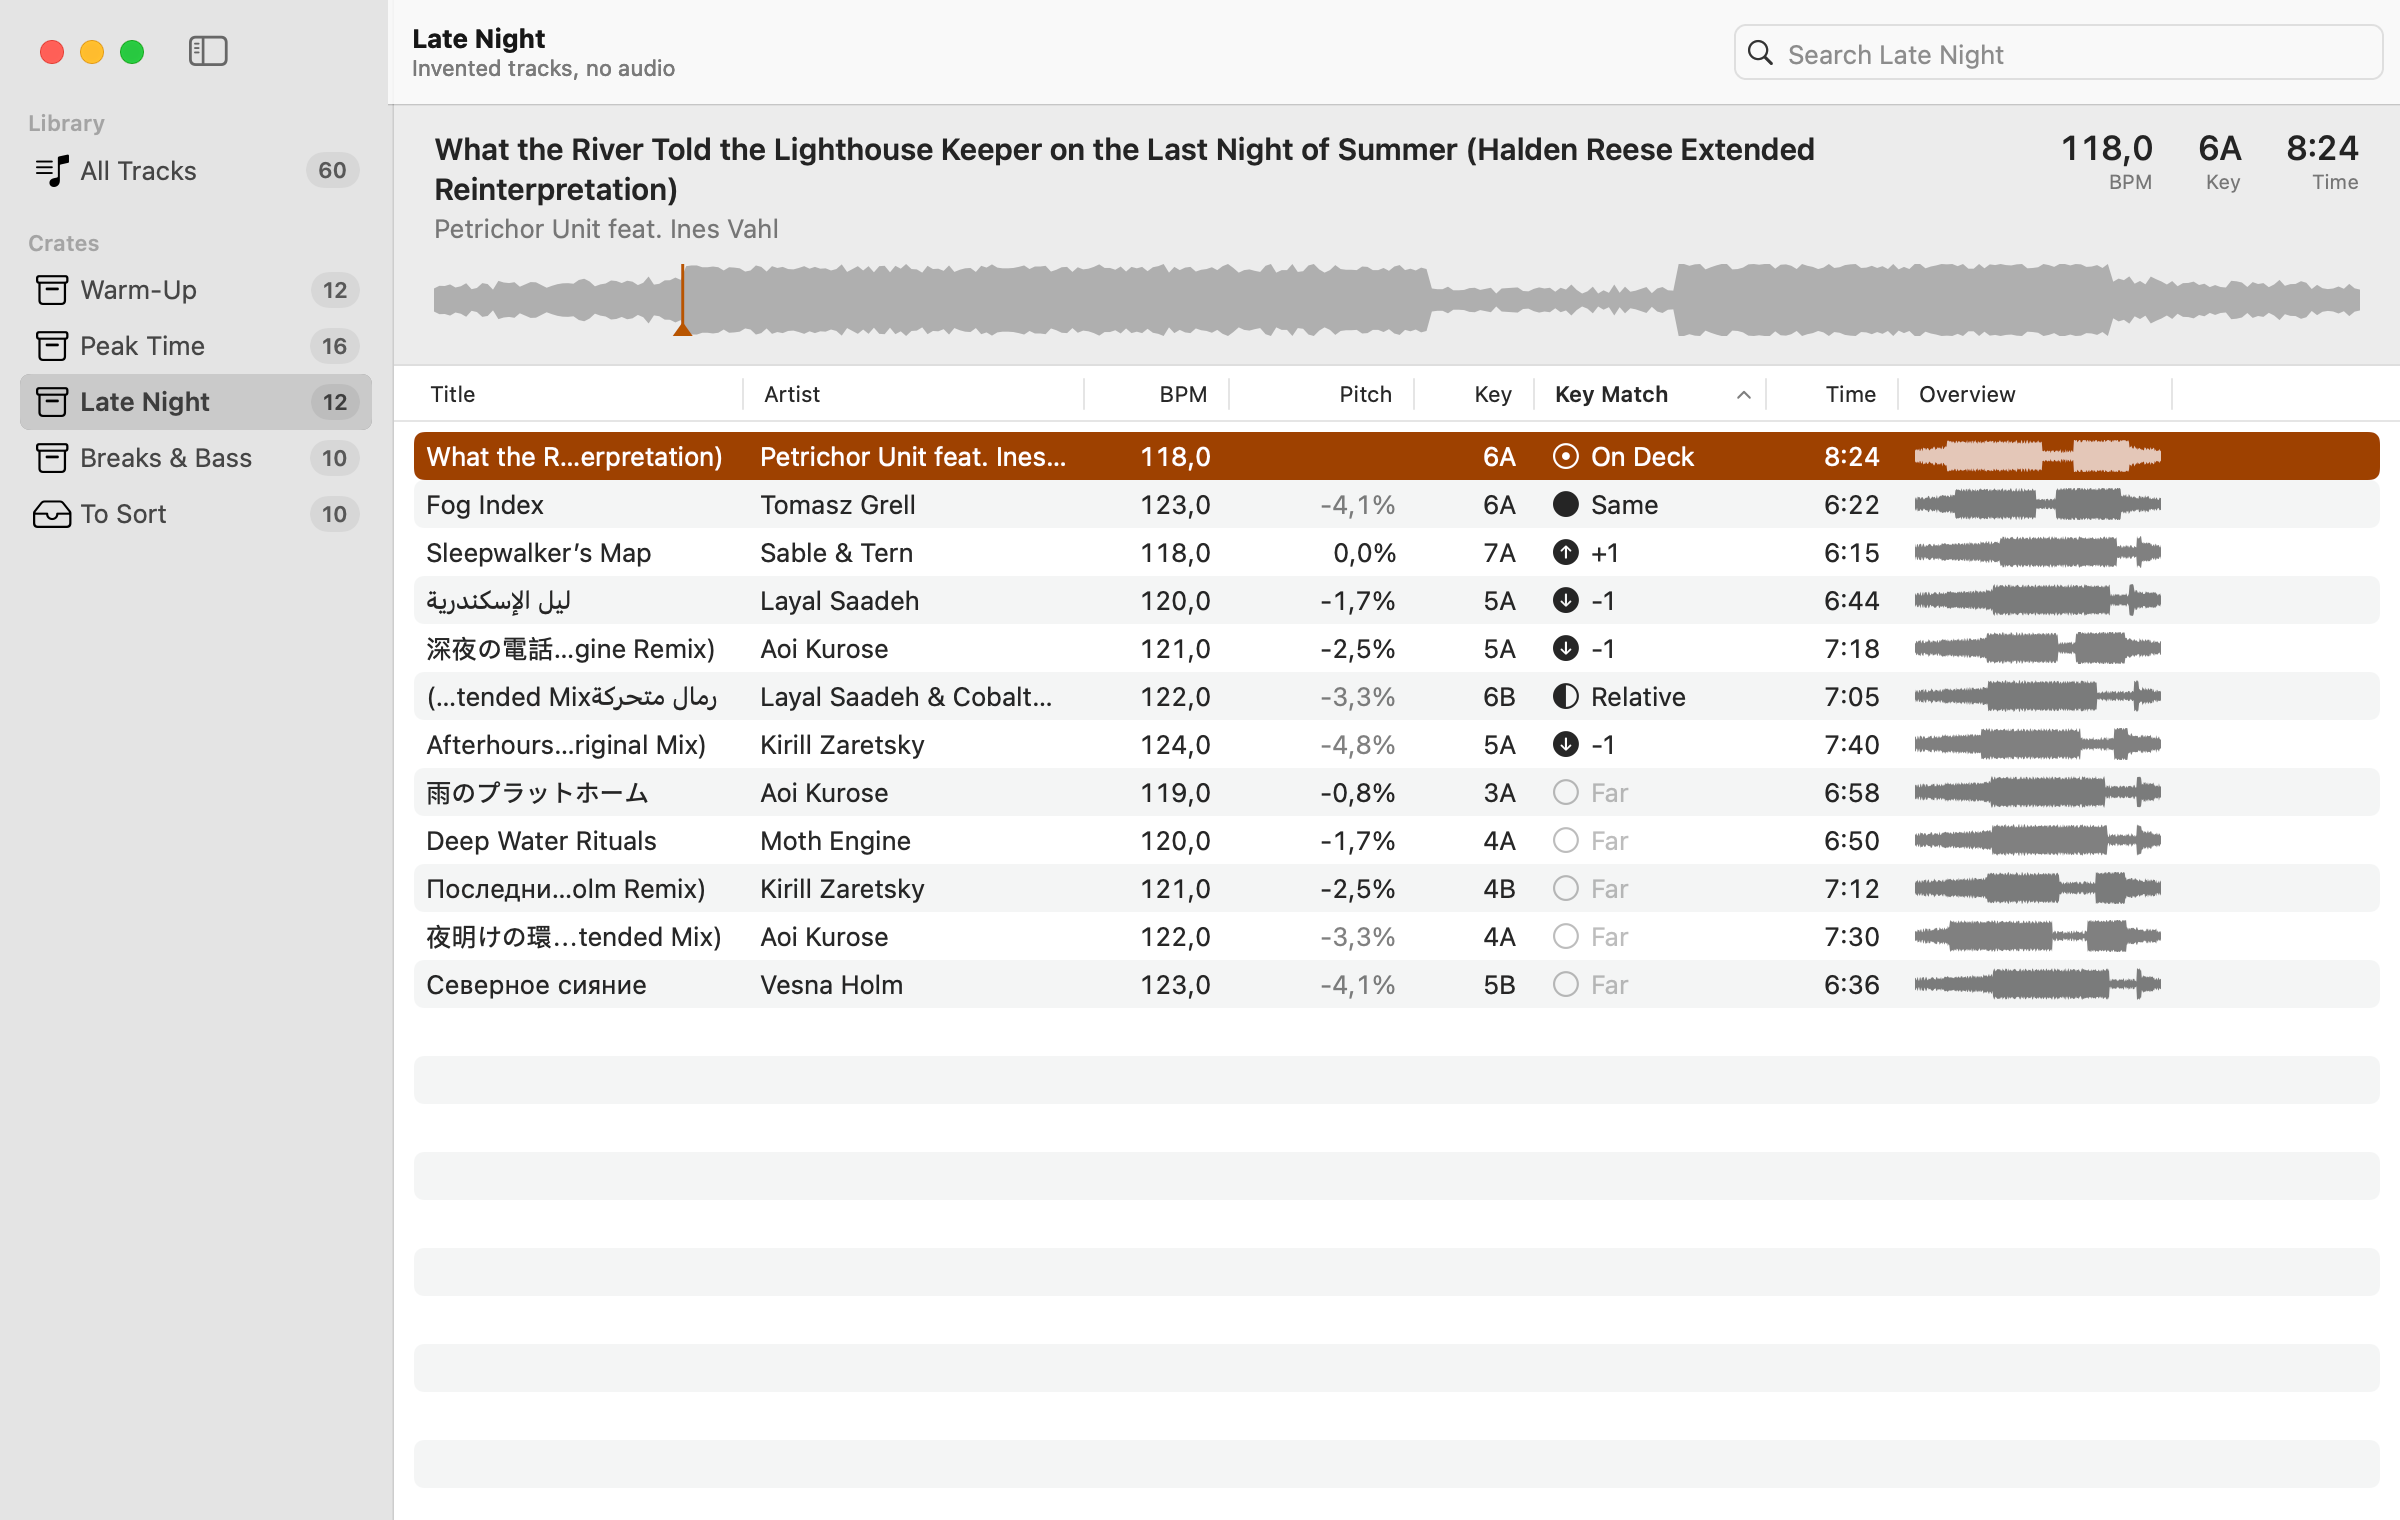 Late Night
Invented tracks, no audio
Search Late Night
Library
All Tracks 60
Crates
Warm-Up 12
Peak Time 16
Late Night 12
Breaks & Bass 10
To Sort 10
What the River Told the Lighthouse Keeper on the Last Night of Summer (Halden Reese Extended
Reinterpretation)
Petrichor Unit feat. Ines Vahl
118,0 6A 8:24
BPM Key Time
Title Artist BPM Pitch Key Key Match Time Overview
What the R…erpretation) Petrichor Unit feat. Ines… 118,0 6A On Deck 8:24
Fog Index Tomasz Grell 123,0 -4,1% 6A Same 6:22
Sleepwalker’s Map Sable & Tern 118,0 0,0% 7A +1 6:15
ليل الإسكندرية Layal Saadeh 120,0 -1,7% 5A -1 6:44
深夜の電話…gine Remix) Aoi Kurose 121,0 -2,5% 5A -1 7:18
رمال متحركة…tended Mix) Layal Saadeh & Cobalt… 122,0 -3,3% 6B Relative 7:05
Afterhours…riginal Mix) Kirill Zaretsky 124,0 -4,8% 5A -1 7:40
雨のプラットホーム Aoi Kurose 119,0 -0,8% 3A Far 6:58
Deep Water Rituals Moth Engine 120,0 -1,7% 4A Far 6:50
Последни…olm Remix) Kirill Zaretsky 121,0 -2,5% 4B Far 7:12
夜明けの環…tended Mix) Aoi Kurose 122,0 -3,3% 4A Far 7:30
Северное сияние Vesna Holm 123,0 -4,1% 5B Far 6:36